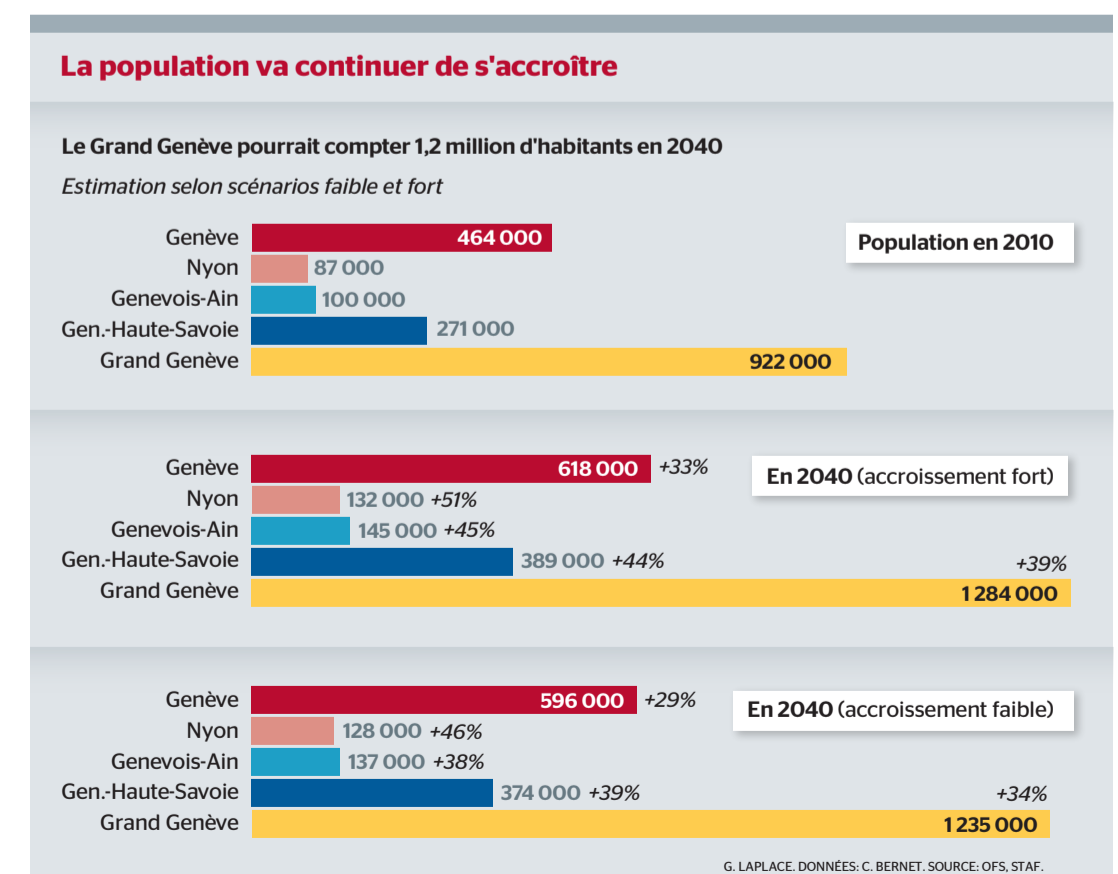 La population va continuer de s'accroître
Le Grand Genève pourrait compter 1,2 million d'habitants en 2040
Estimation selon scénarios faible et fort
Population en 2010
Genève 464 000
Nyon 87 000
Genevois-Ain 100 000
Gen.-Haute-Savoie 271 000
Grand Genève 922 000
En 2040 (accroissement fort)
Genève 618 000 +33%
Nyon 132 000 +51%
Genevois-Ain 145 000 +45%
Gen.-Haute-Savoie 389 000 +44%
Grand Genève 1 284 000 +39%
En 2040 (accroissement faible)
Genève 596 000 +29%
Nyon 128 000 +46%
Genevois-Ain 137 000 +38%
Gen.-Haute-Savoie 374 000 +39%
Grand Genève 1 235 000 +34%
G. LAPLACE. DONNÉES: C. BERNET. SOURCE: OFS, STAF.